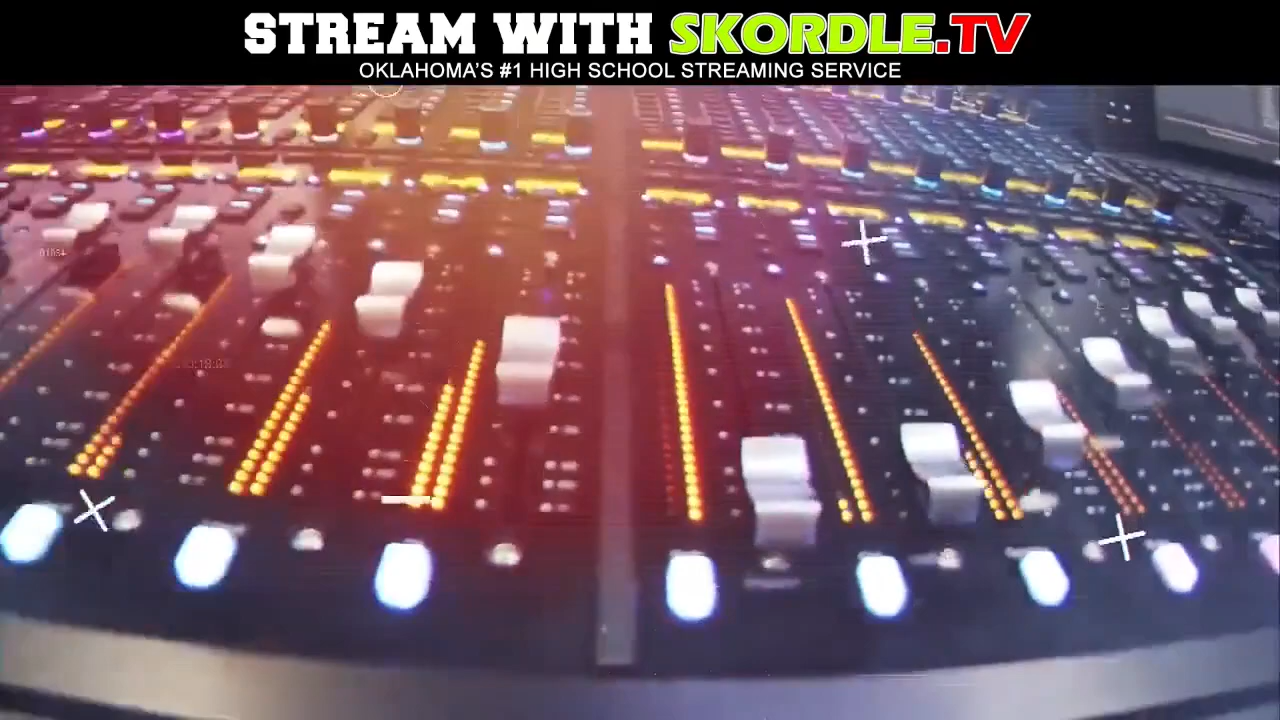 STREAM WITH SKORDLE.TV
OKLAHOMA'S #1 HIGH SCHOOL STREAMING SERVICE